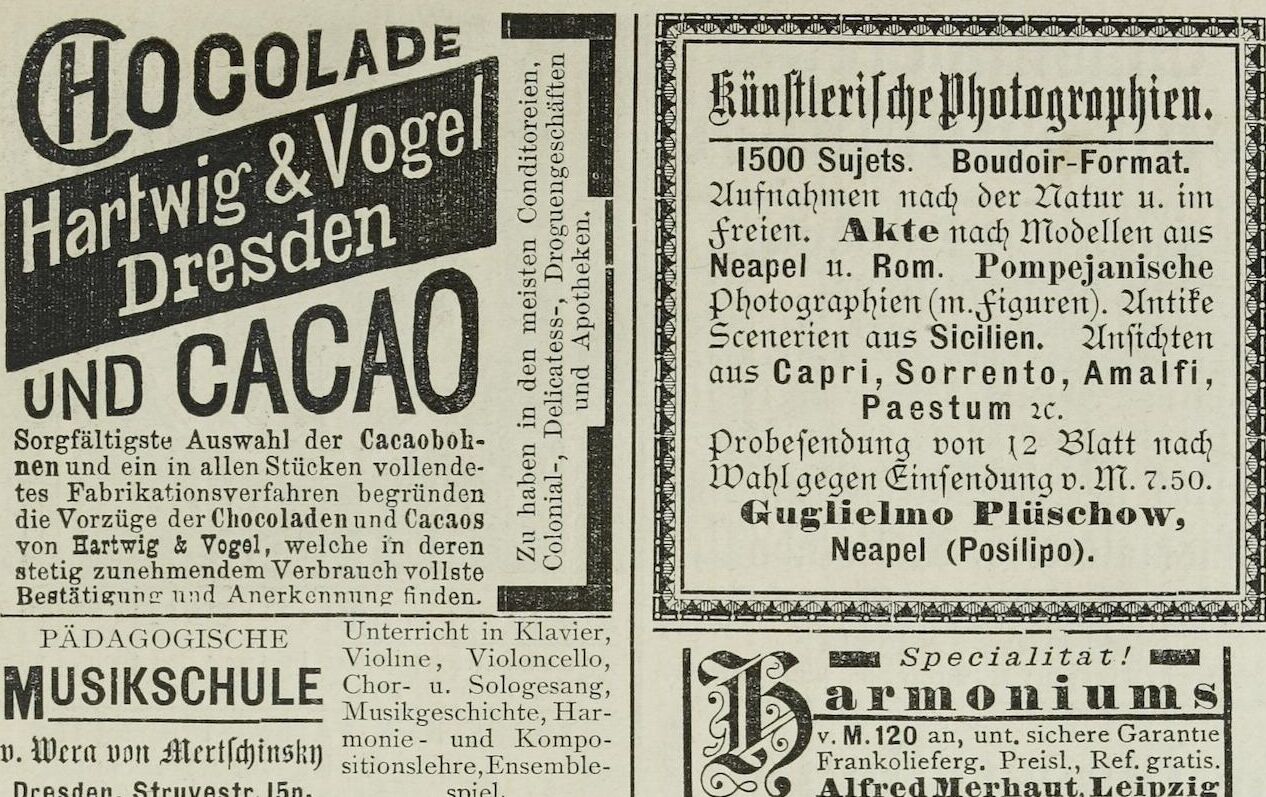 CHOCOLADE
Hartwig & Vogel
Dresden
UND CACAO
Sorgfältigste Auswahl der Cacaoboh-
nen und ein in allen Stücken vollende-
tes Fabrikationsverfahren begründen
die Vorzüge der Chocoladen und Cacaos
von Hartwig & Vogel, welche in deren
stetig zunehmendem Verbrauch vollste
Bestätigung und Anerkennung finden.
Zu haben in den meisten Conditoreien,
Colonial-, Delicatess-, Droguengeschäften
und Apotheken.
PÄDAGOGISCHE
MUSIKSCHULE
v. Wera von Mertschinsky
Dresden, Struvestr. 15p.
Unterricht in Klavier,
Violine, Violoncello,
Chor- u. Sologesang,
Musikgeschichte, Har-
monie- und Kompo-
sitionslehre, Ensemble-
spiel.
Künstlerische Photographien.
1500 Sujets. Boudoir-Format.
Aufnahmen nach der Natur u. im
Freien. Akte nach Modellen aus
Neapel u. Rom. Pompejanische
Photographien (m. Figuren). Antike
Scenerien aus Sicilien. Ansichten
aus Capri, Sorrento, Amalfi,
Paestum ꝛc.
Probesendung von 12 Blatt nach
Wahl gegen Einsendung v. M. 7.50.
Guglielmo Plüschow,
Neapel (Posilipo).
Specialität!
Harmoniums
v. M. 120 an, unt. sichere Garantie
Frankolieferg. Preisl., Ref. gratis.
Alfred Merhaut, Leipzig